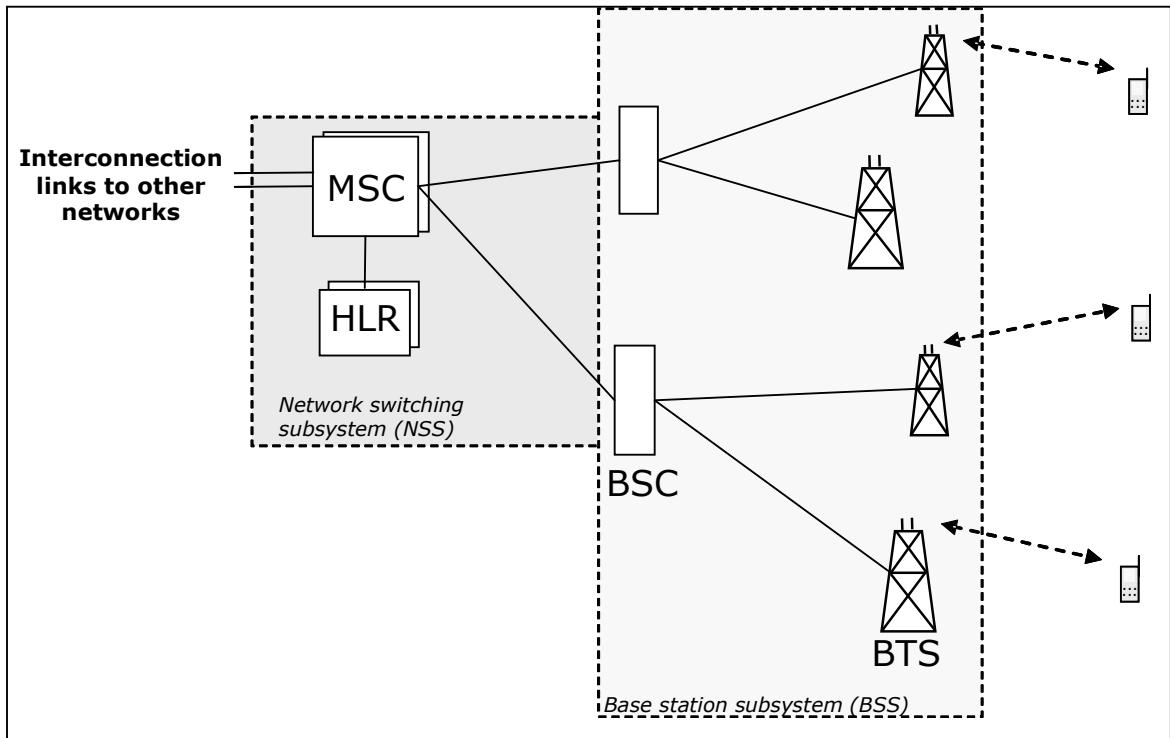 Interconnection
links to other
networks
MSC
HLR
Network switching
subsystem (NSS)
BSC
BTS
Base station subsystem (BSS)